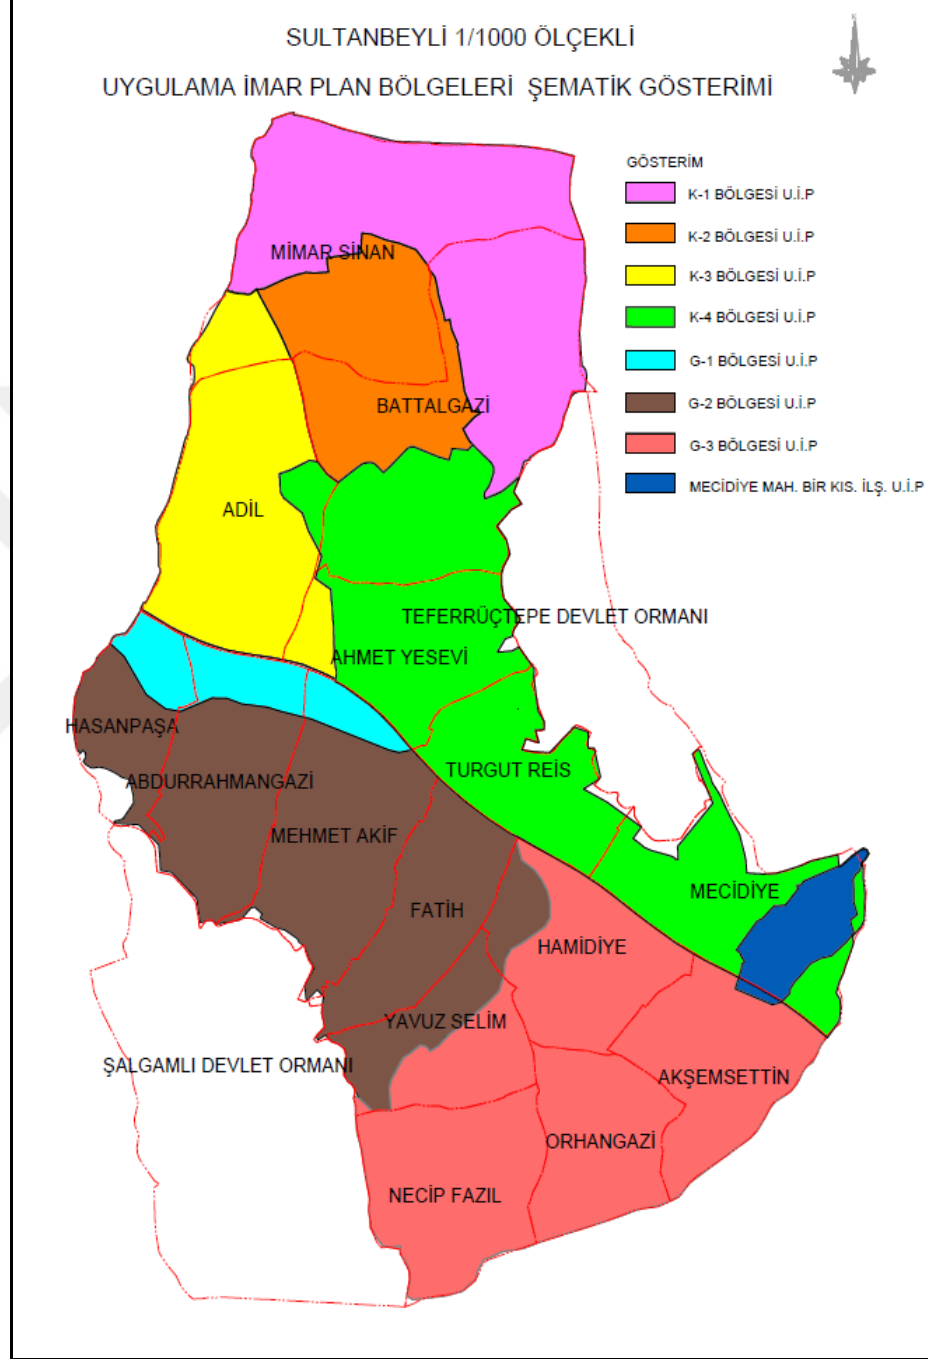 SULTANBEYLİ 1/1000 ÖLÇEKLİ
UYGULAMA İMAR PLAN BÖLGELERİ ŞEMATİK GÖSTERİMİ
GÖSTERİM
K-1 BÖLGESİ U.İ.P
K-2 BÖLGESİ U.İ.P
K-3 BÖLGESİ U.İ.P
K-4 BÖLGESİ U.İ.P
G-1 BÖLGESİ U.İ.P
G-2 BÖLGESİ U.İ.P
G-3 BÖLGESİ U.İ.P
MECİDİYE MAH. BİR KIS. İLŞ. U.İ.P
MİMAR SİNAN
BATTALGAZİ
ADİL
TEFERRÜÇTEPE DEVLET ORMANI
AHMET YESEVİ
HASANPAŞA
ABDURRAHMANGAZİ
TURGUT REİS
MEHMET AKİF
MECİDİYE
FATİH
HAMİDİYE
YAVUZ SELİM
ŞALGAMLI DEVLET ORMANI
AKŞEMSETTİN
ORHANGAZİ
NECİP FAZIL